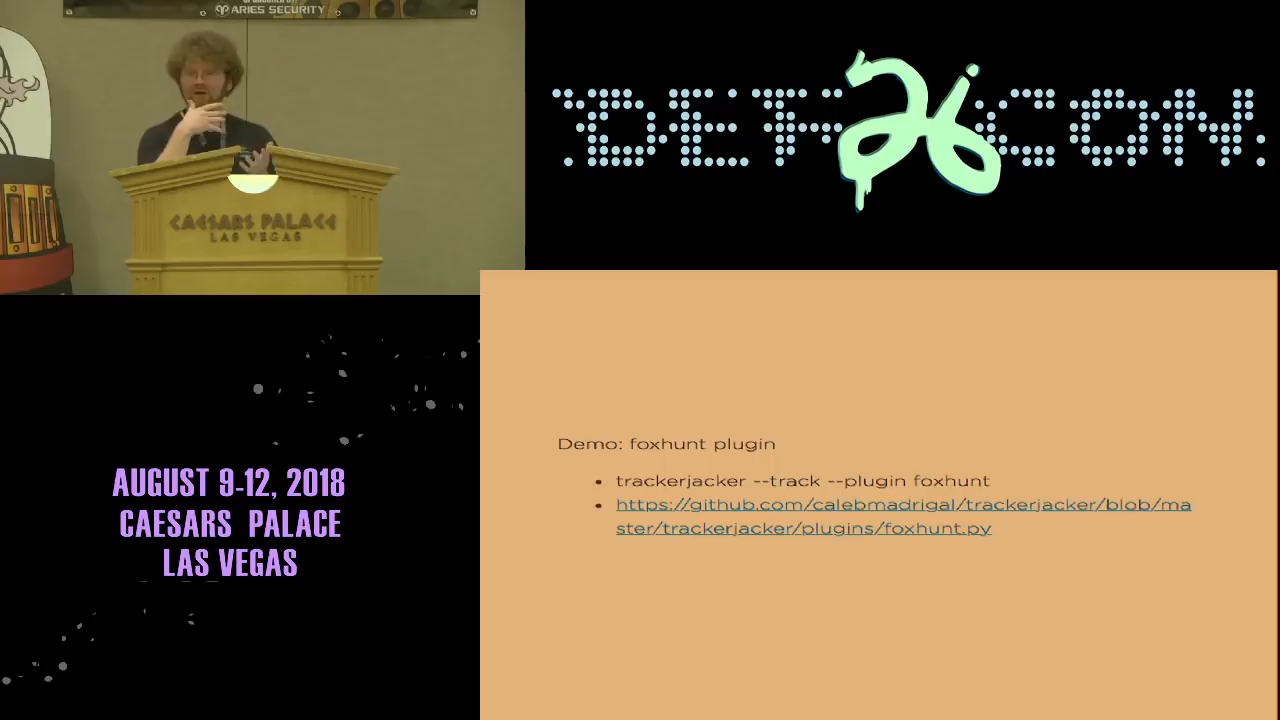 ARIES SECURITY
CAESARS PALACE
LAS VEGAS
DEF 26 CON
AUGUST 9-12, 2018
CAESARS PALACE
LAS VEGAS
Demo: foxhunt plugin
• trackerjacker --track --plugin foxhunt
• https://github.com/calebmadrigal/trackerjacker/blob/ma
ster/trackerjacker/plugins/foxhunt.py